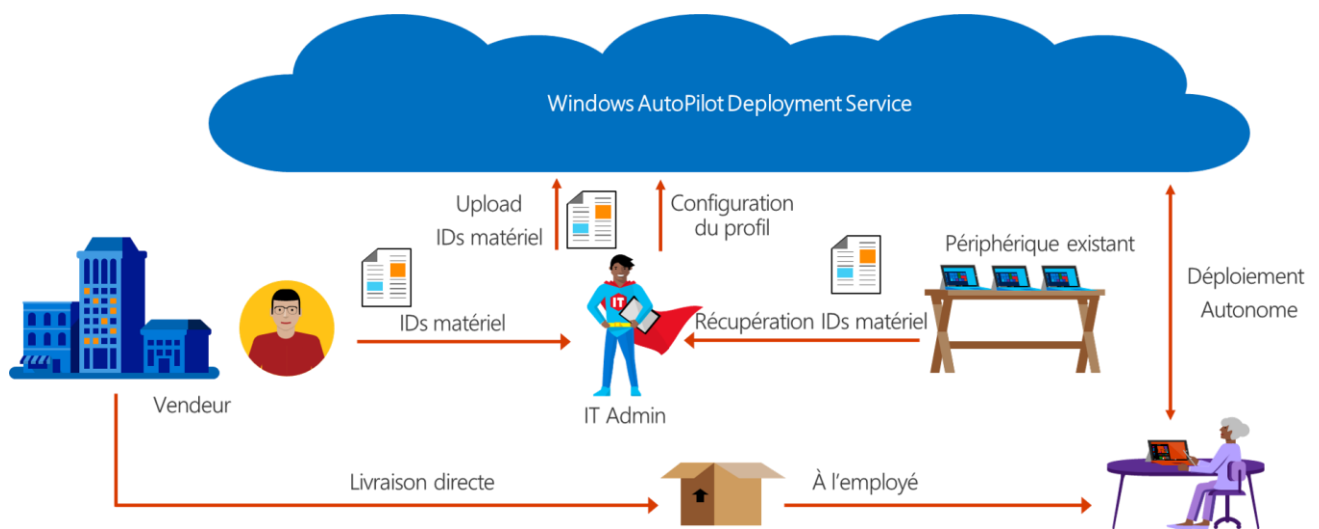 Windows AutoPilot Deployment Service
Upload
IDs matériel
Configuration
du profil
Périphérique existant
Déploiement
Autonome
IDs matériel
IT
Récupération IDs matériel
Vendeur
IT Admin
Livraison directe
À l'employé